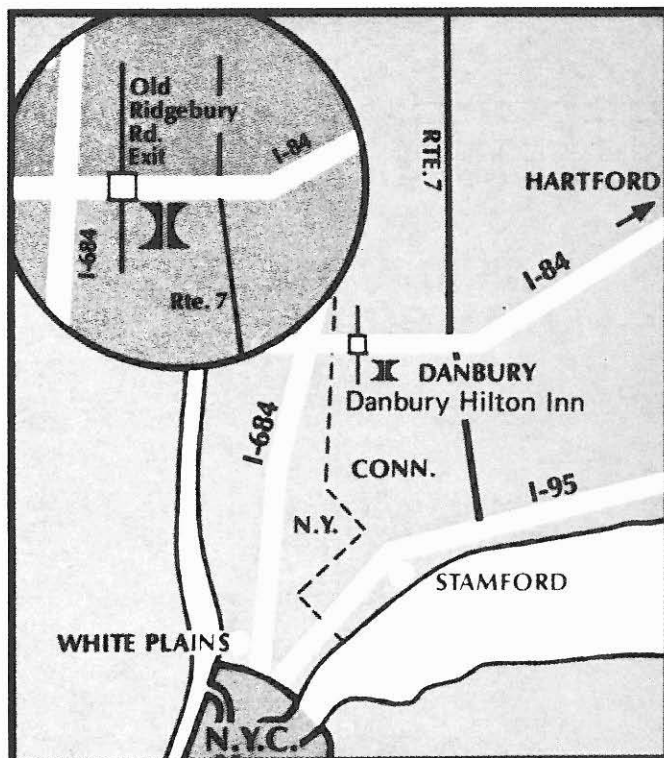 Old
Ridgebury
Rd.
Exit
I-84
I-684
Rte. 7
RTE.7
HARTFORD
I-84
DANBURY
Danbury Hilton Inn
I-684
CONN.
I-95
N.Y.
STAMFORD
WHITE PLAINS
N.Y.C.